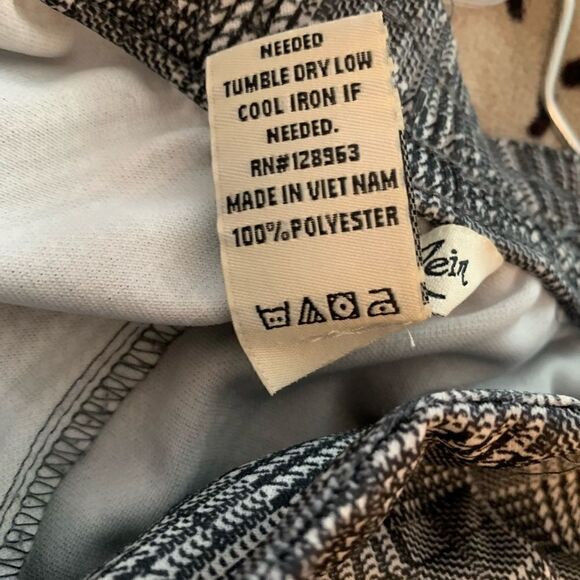 NEEDED
TUMBLE DRY LOW
COOL IRON IF
NEEDED.
RN#128963
MADE IN VIET NAM
100%POLYESTER